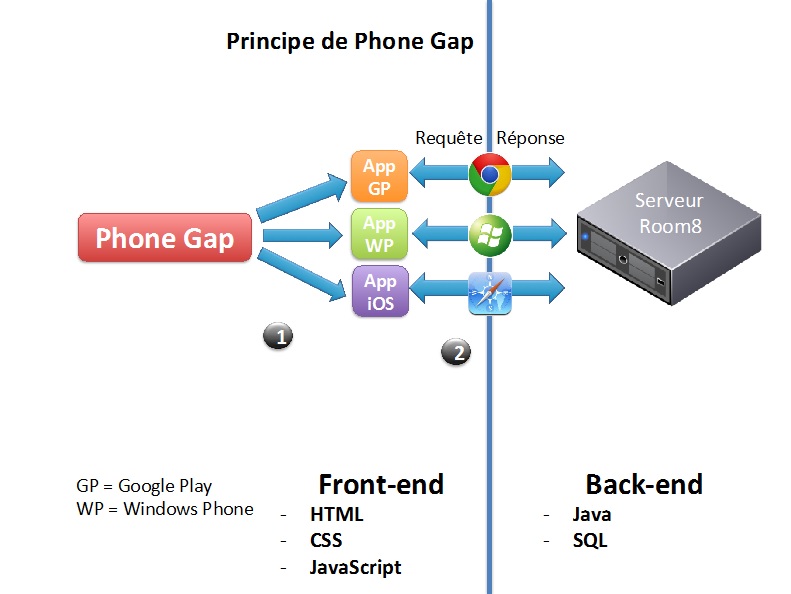 Principe de Phone Gap
Requête Réponse
App
GP
Serveur
Room8
Phone Gap
App
WP
App
iOS
1
2
GP = Google Play
WP = Windows Phone
Front-end
- HTML
- CSS
- JavaScript
Back-end
- Java
- SQL